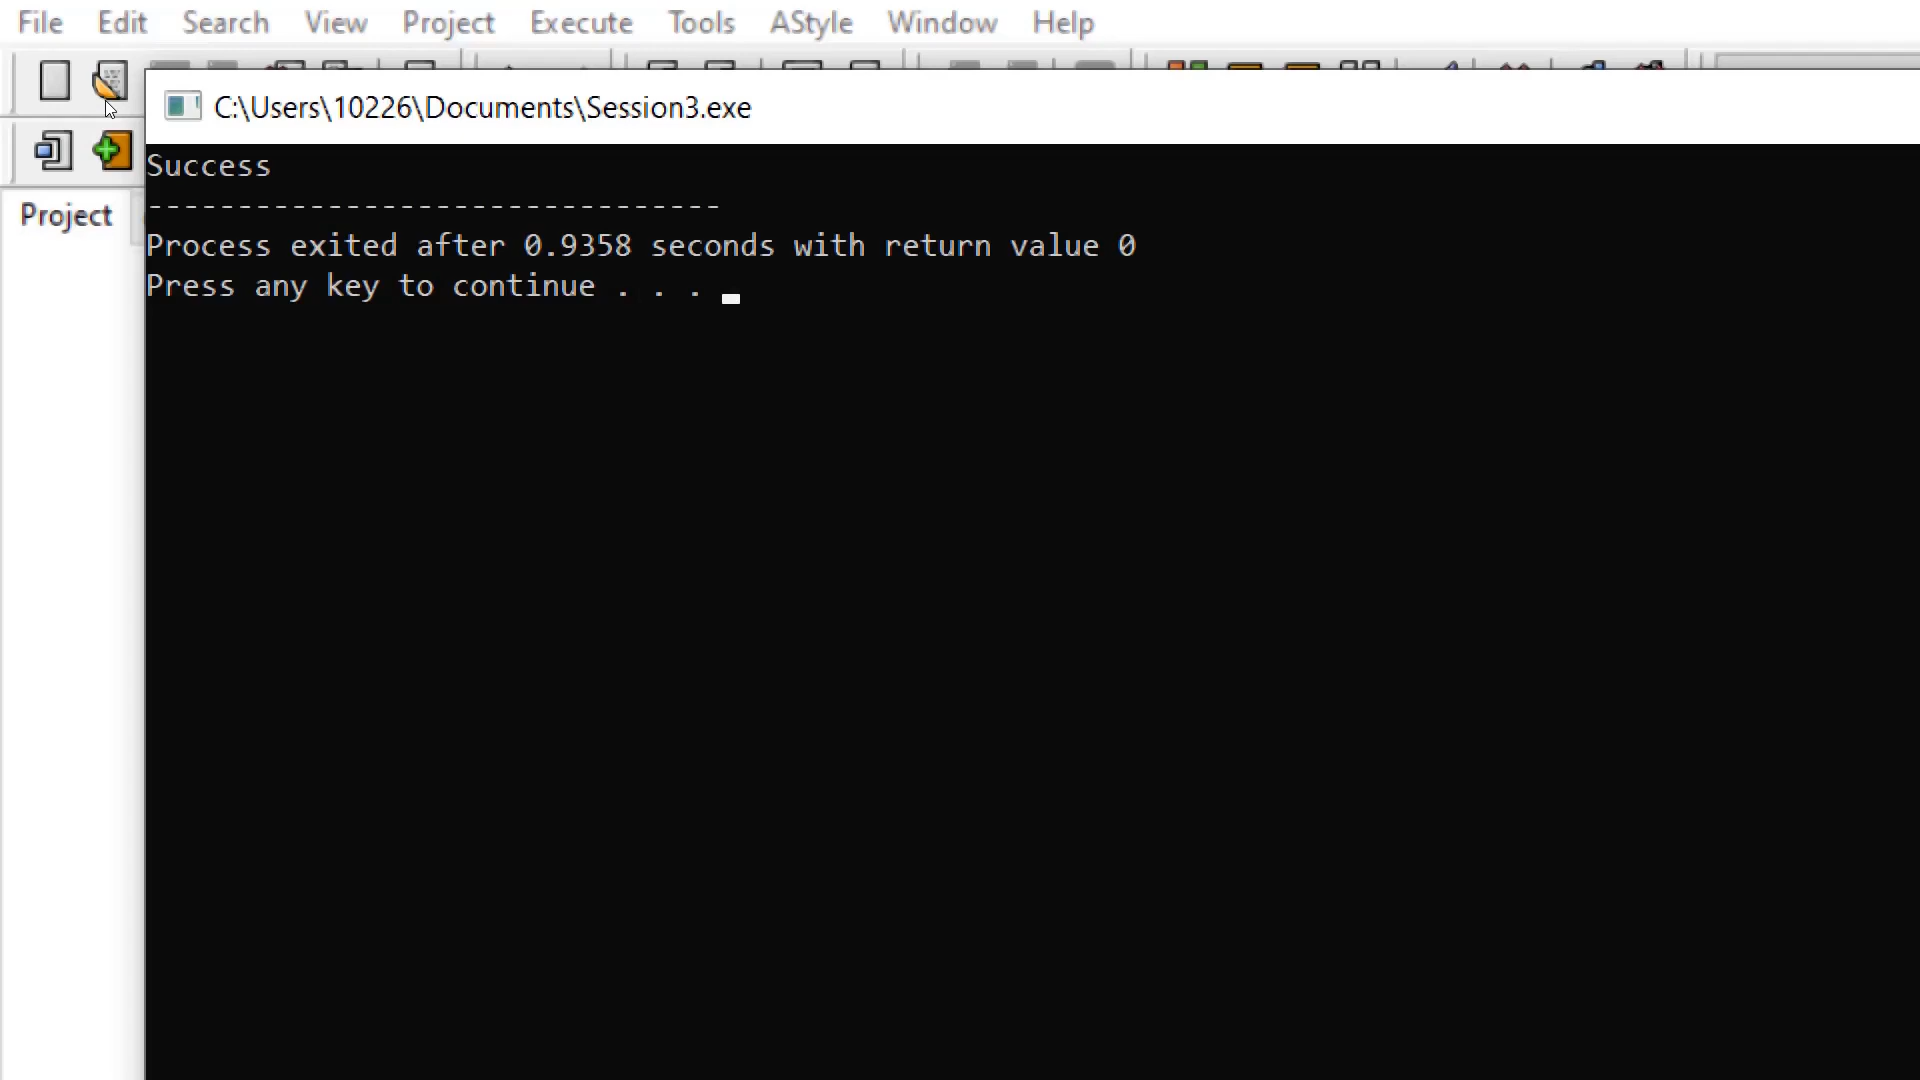 File Edit Search View Project Execute Tools AStyle Window Help
C:\Users\10226\Documents\Session3.exe
Project
Success
--------------------------------
Process exited after 0.9358 seconds with return value 0
Press any key to continue . . .